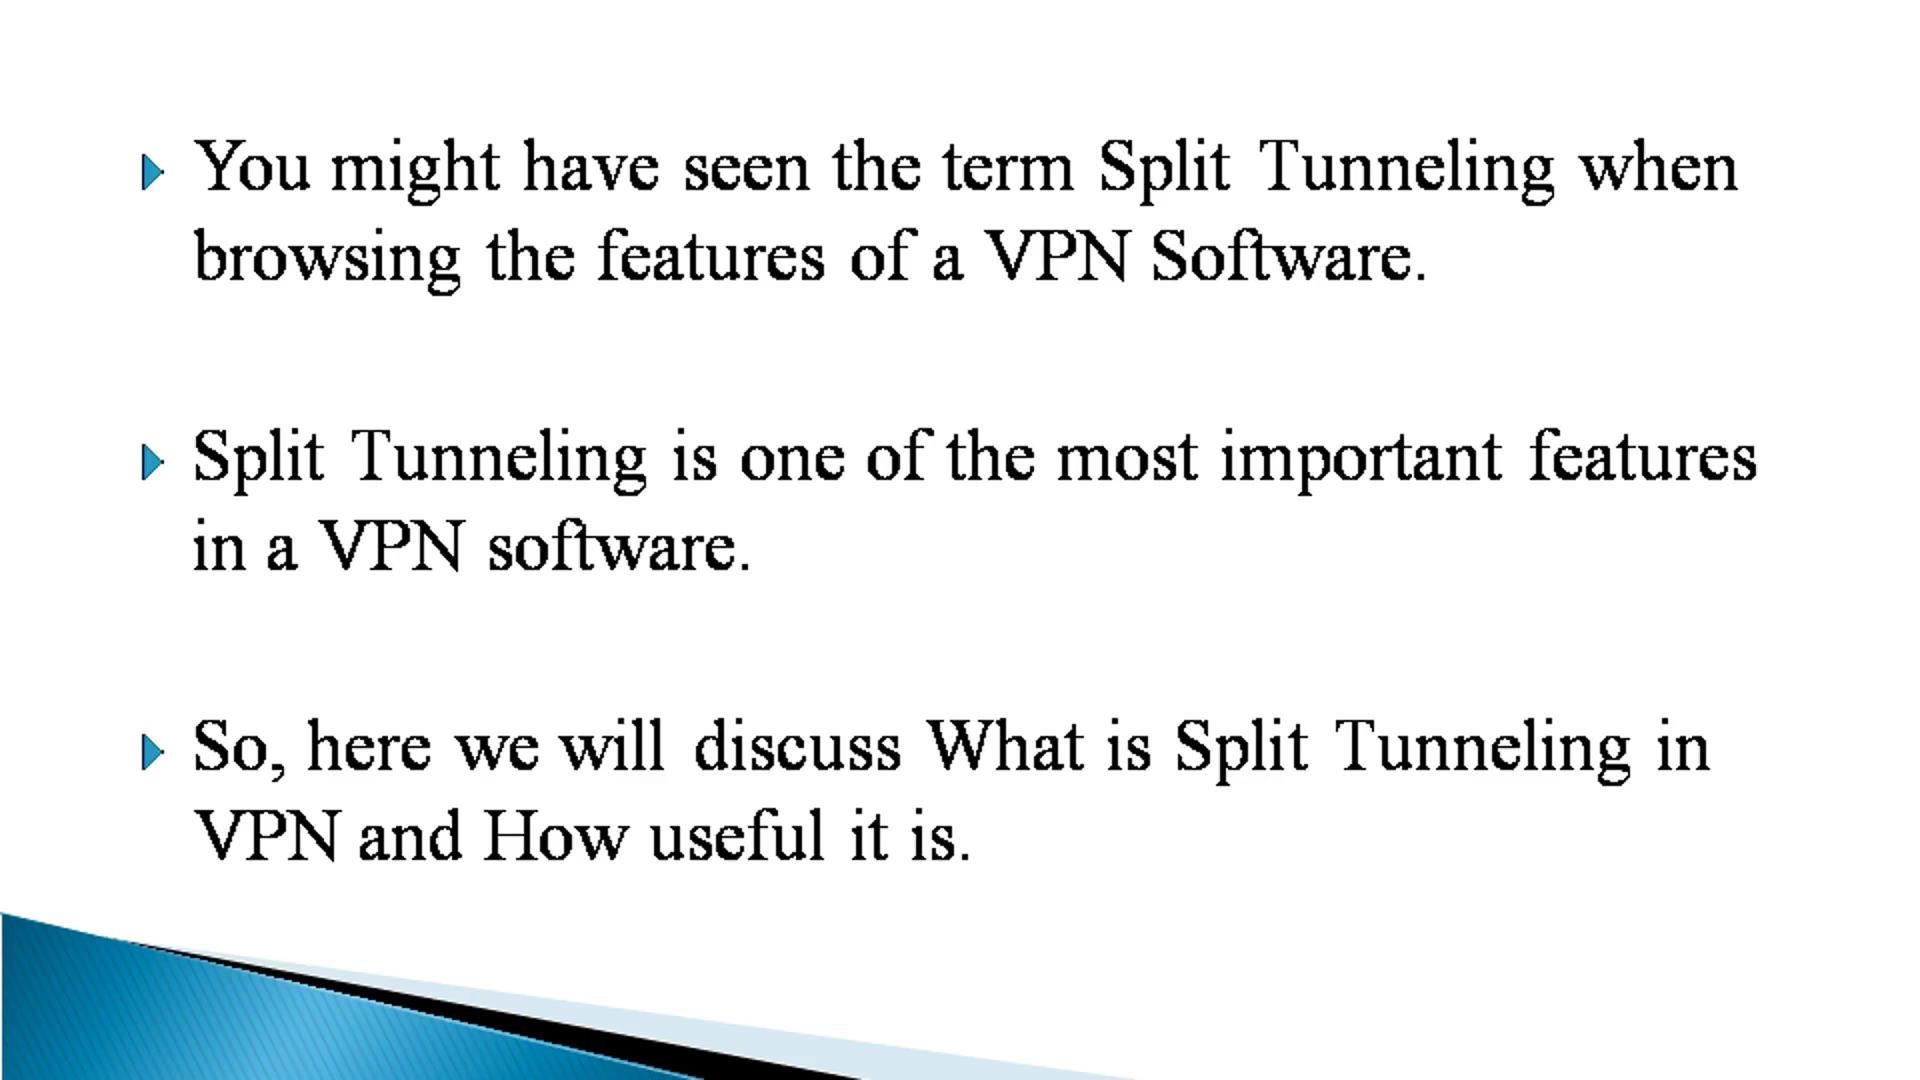 You might have seen the term Split Tunneling when
browsing the features of a VPN Software.
Split Tunneling is one of the most important features
in a VPN software.
So, here we will discuss What is Split Tunneling in
VPN and How useful it is.